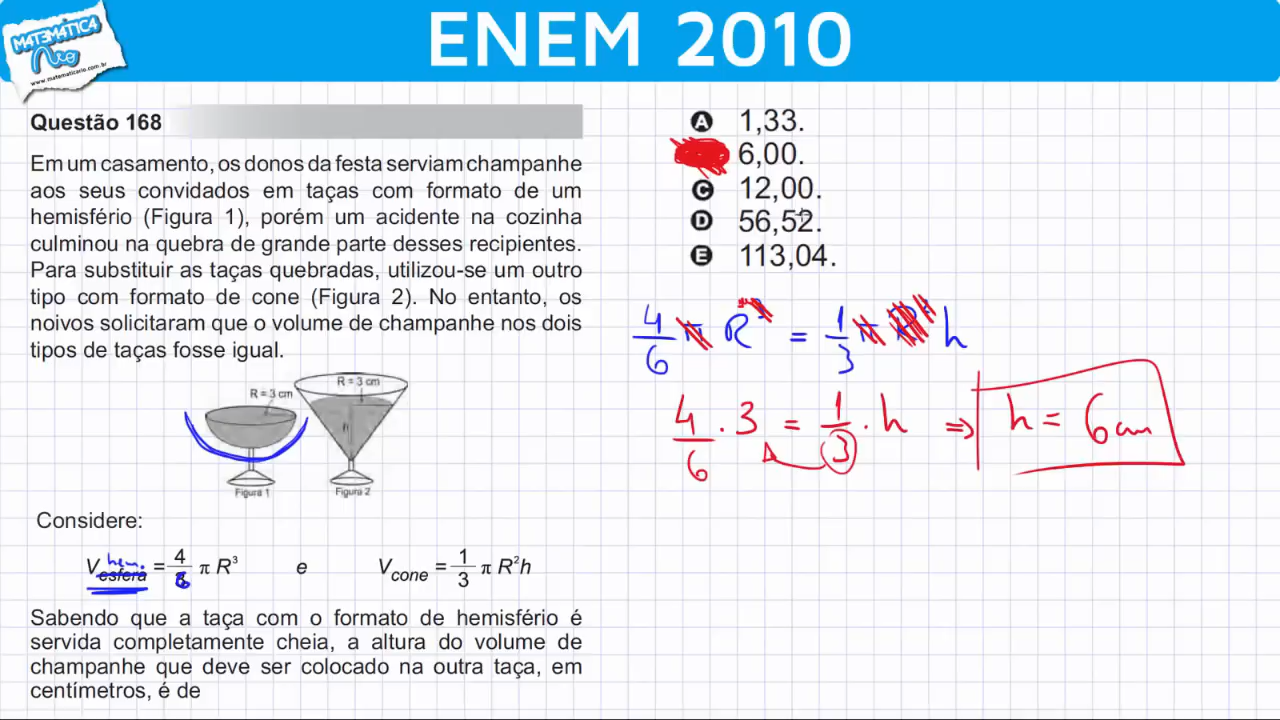 MATEMÁTICA
Rio
www.matematicario.com.br
ENEM 2010
Questão 168
Em um casamento, os donos da festa serviam champanhe
aos seus convidados em taças com formato de um
hemisfério (Figura 1), porém um acidente na cozinha
culminou na quebra de grande parte desses recipientes.
Para substituir as taças quebradas, utilizou-se um outro
tipo com formato de cone (Figura 2). No entanto, os
noivos solicitaram que o volume de champanhe nos dois
tipos de taças fosse igual.
R = 3 cm
R = 3 cm
h
Figura 1
Figura 2
Considere:
V hem. esfera = 4/6 π R³ e V cone = 1/3 π R²h
Sabendo que a taça com o formato de hemisfério é
servida completamente cheia, a altura do volume de
champanhe que deve ser colocado na outra taça, em
centímetros, é de
A 1,33.
6,00.
C 12,00.
D 56,52.
E 113,04.
4/6 π R³ = 1/3 π R² h
4/6 . 3 = 1/3 . h ⇒ h = 6 cm